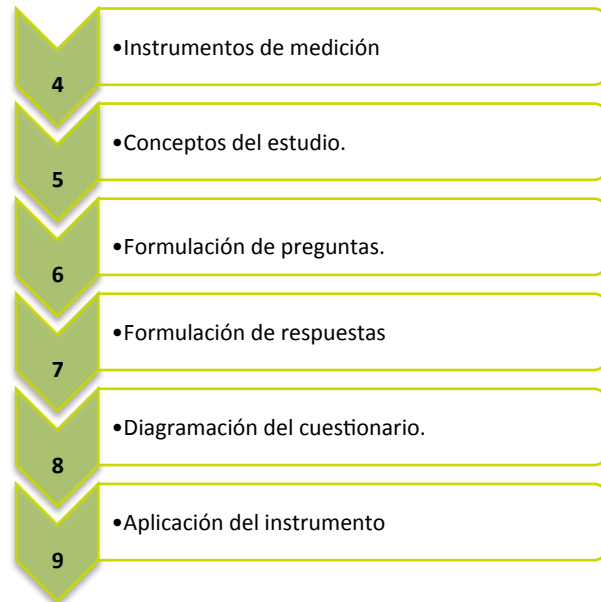 4
•Instrumentos de medición
5
•Conceptos del estudio.
6
•Formulación de preguntas.
7
•Formulación de respuestas
8
•Diagramación del cuestionario.
9
•Aplicación del instrumento